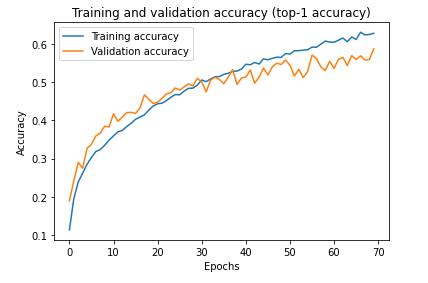 Training and validation accuracy (top-1 accuracy)
Training accuracy
Validation accuracy
Accuracy
0.6
0.5
0.4
0.3
0.2
0.1
0 10 20 30 40 50 60 70
Epochs